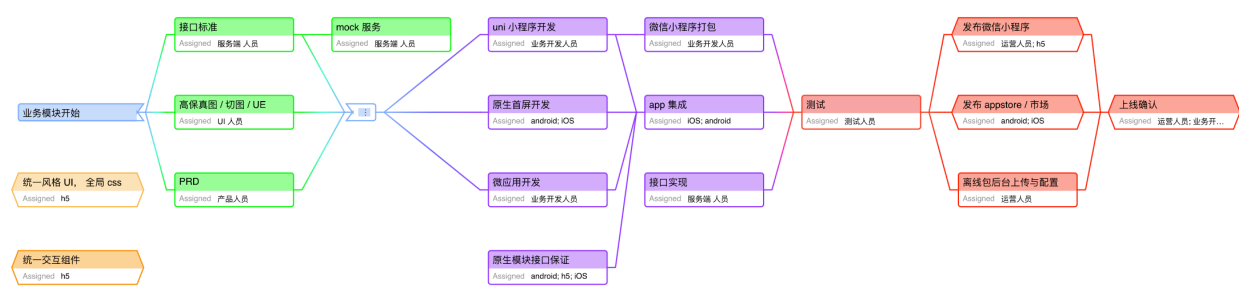 业务模块开始
统一风格 UI， 全局 css
Assigned h5
统一交互组件
Assigned h5
接口标准
Assigned 服务端 人员
高保真图 / 切图 / UE
Assigned UI 人员
PRD
Assigned 产品人员
mock 服务
Assigned 服务端 人员
uni 小程序开发
Assigned 业务开发人员
原生首屏开发
Assigned android; iOS
微应用开发
Assigned 业务开发人员
原生模块接口保证
Assigned android; h5; iOS
微信小程序打包
Assigned 业务开发人员
app 集成
Assigned iOS; android
接口实现
Assigned 服务端 人员
测试
Assigned 测试人员
发布微信小程序
Assigned 运营人员; h5
发布 appstore / 市场
Assigned android; iOS
离线包后台上传与配置
Assigned 运营人员
上线确认
Assigned 运营人员; 业务开…